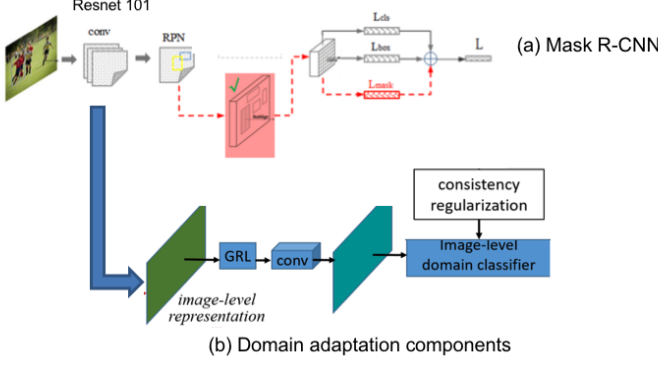 Resnet 101
conv
RPN
Lcls
Lbox
Lmask
L
(a) Mask R-CNN
consistency
regularization
GRL
conv
Image-level
domain classifier
image-level
representation
(b) Domain adaptation components